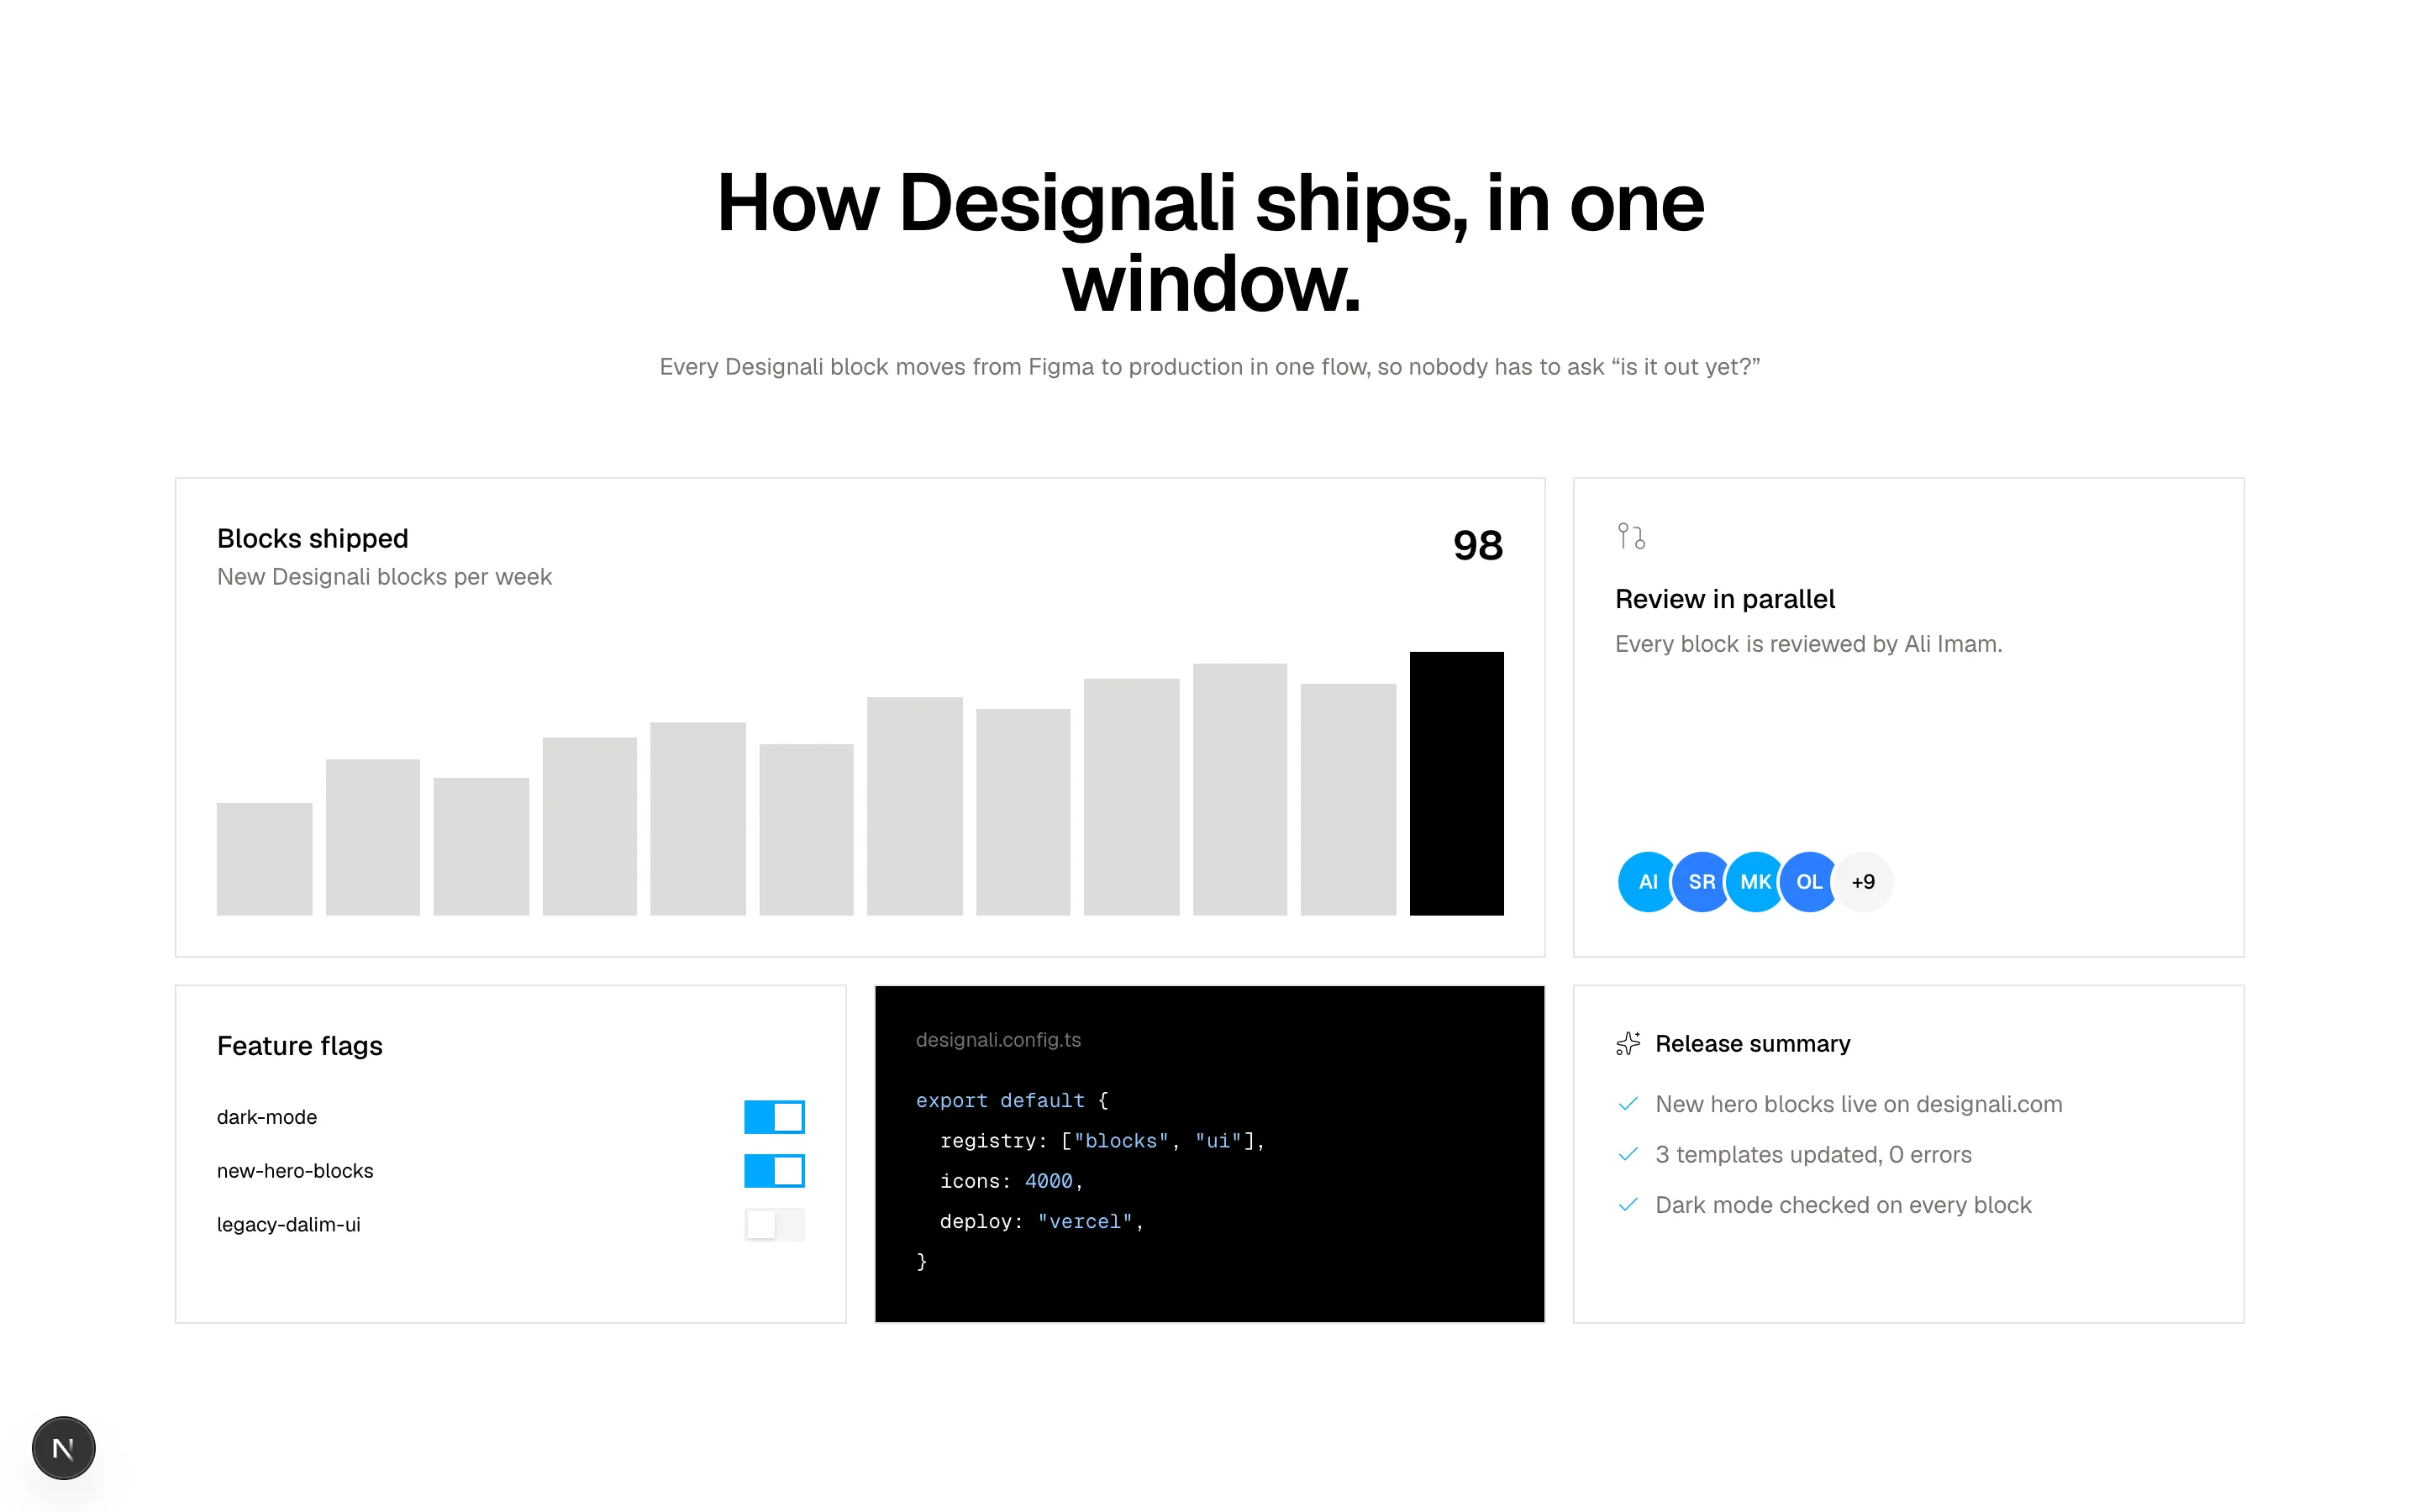 How Designali ships, in one
window.
Every Designali block moves from Figma to production in one flow, so nobody has to ask “is it out yet?”
Blocks shipped
New Designali blocks per week
98
Review in parallel
Every block is reviewed by Ali Imam.
AI
SR
MK
OL
+9
Feature flags
dark-mode
new-hero-blocks
legacy-dalim-ui
designali.config.ts
export default {
  registry: ["blocks", "ui"],
  icons: 4000,
  deploy: "vercel",
}
Release summary
New hero blocks live on designali.com
3 templates updated, 0 errors
Dark mode checked on every block
N